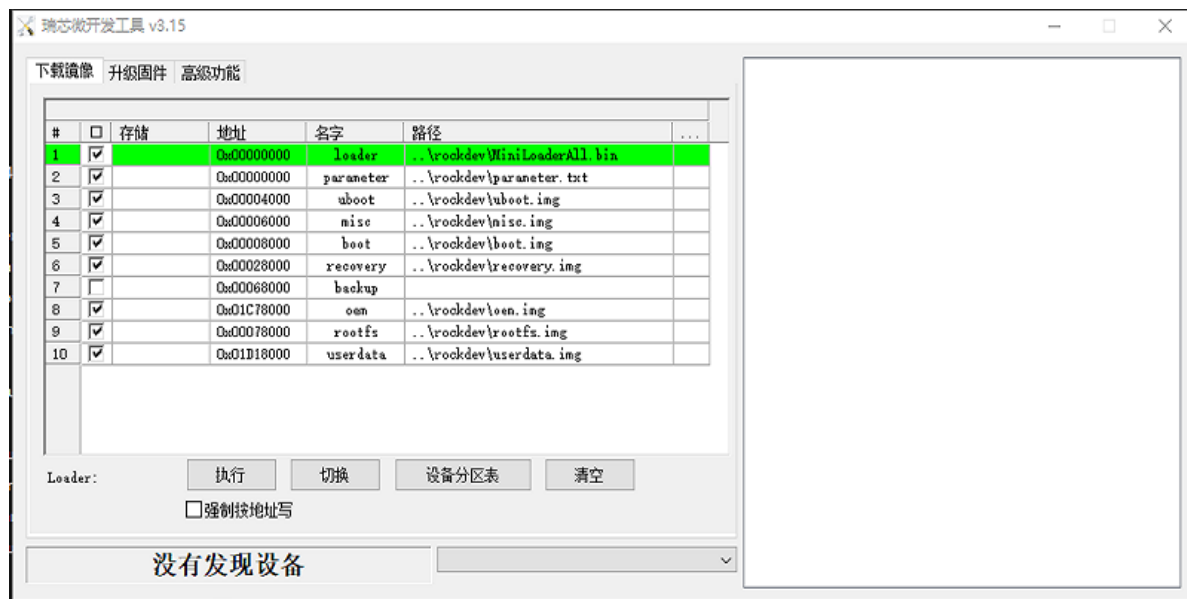 瑞芯微开发工具 v3.15
下载镜像 升级固件 高级功能
# 存储 地址 名字 路径 ...
1 0x00000000 loader ..\rockdev\MiniLoaderAll.bin
2 0x00000000 parameter ..\rockdev\parameter.txt
3 0x00004000 uboot ..\rockdev\uboot.img
4 0x00006000 misc ..\rockdev\misc.img
5 0x00008000 boot ..\rockdev\boot.img
6 0x00028000 recovery ..\rockdev\recovery.img
7 0x00068000 backup
8 0x01C78000 oem ..\rockdev\oem.img
9 0x00078000 rootfs ..\rockdev\rootfs.img
10 0x01D18000 userdata ..\rockdev\userdata.img
Loader: 执行 切换 设备分区表 清空
强制按地址写
没有发现设备